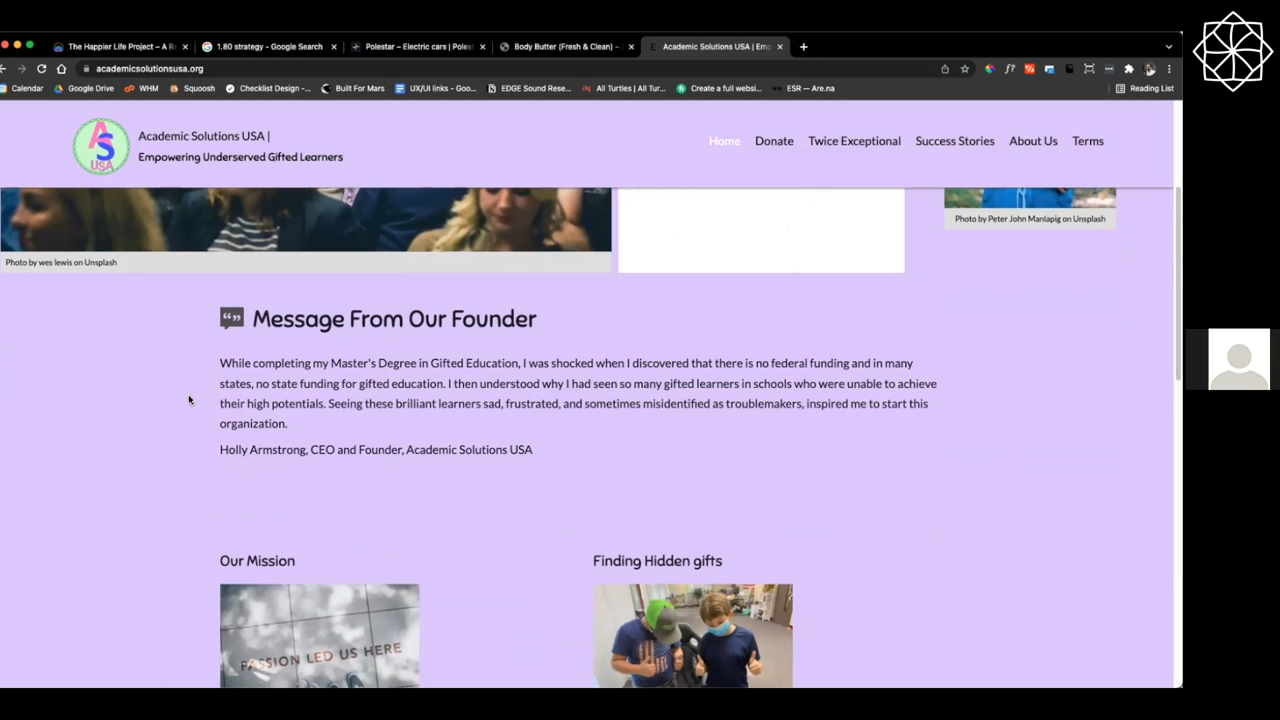 The Happier Life Project – A R
1.80 strategy - Google Search
Polestar – Electric cars | Poles
Body Butter (Fresh & Clean) –
Academic Solutions USA | Emp
academicsolutionsusa.org
Calendar
Google Drive
WHM
Squoosh
Checklist Design -...
Built For Mars
UX/UI links - Goo...
EDGE Sound Rese...
All Turtles | All Tur...
Create a full websi...
ESR — Are.na
Reading List
AS USA
Academic Solutions USA |
Empowering Underserved Gifted Learners
Home
Donate
Twice Exceptional
Success Stories
About Us
Terms
Photo by wes lewis on Unsplash
Photo by Peter John Manlapig on Unsplash
Message From Our Founder
While completing my Master's Degree in Gifted Education, I was shocked when I discovered that there is no federal funding and in many
states, no state funding for gifted education. I then understood why I had seen so many gifted learners in schools who were unable to achieve
their high potentials. Seeing these brilliant learners sad, frustrated, and sometimes misidentified as troublemakers, inspired me to start this
organization.
Holly Armstrong, CEO and Founder, Academic Solutions USA
Our Mission
Finding Hidden gifts
PASSION LED US HERE